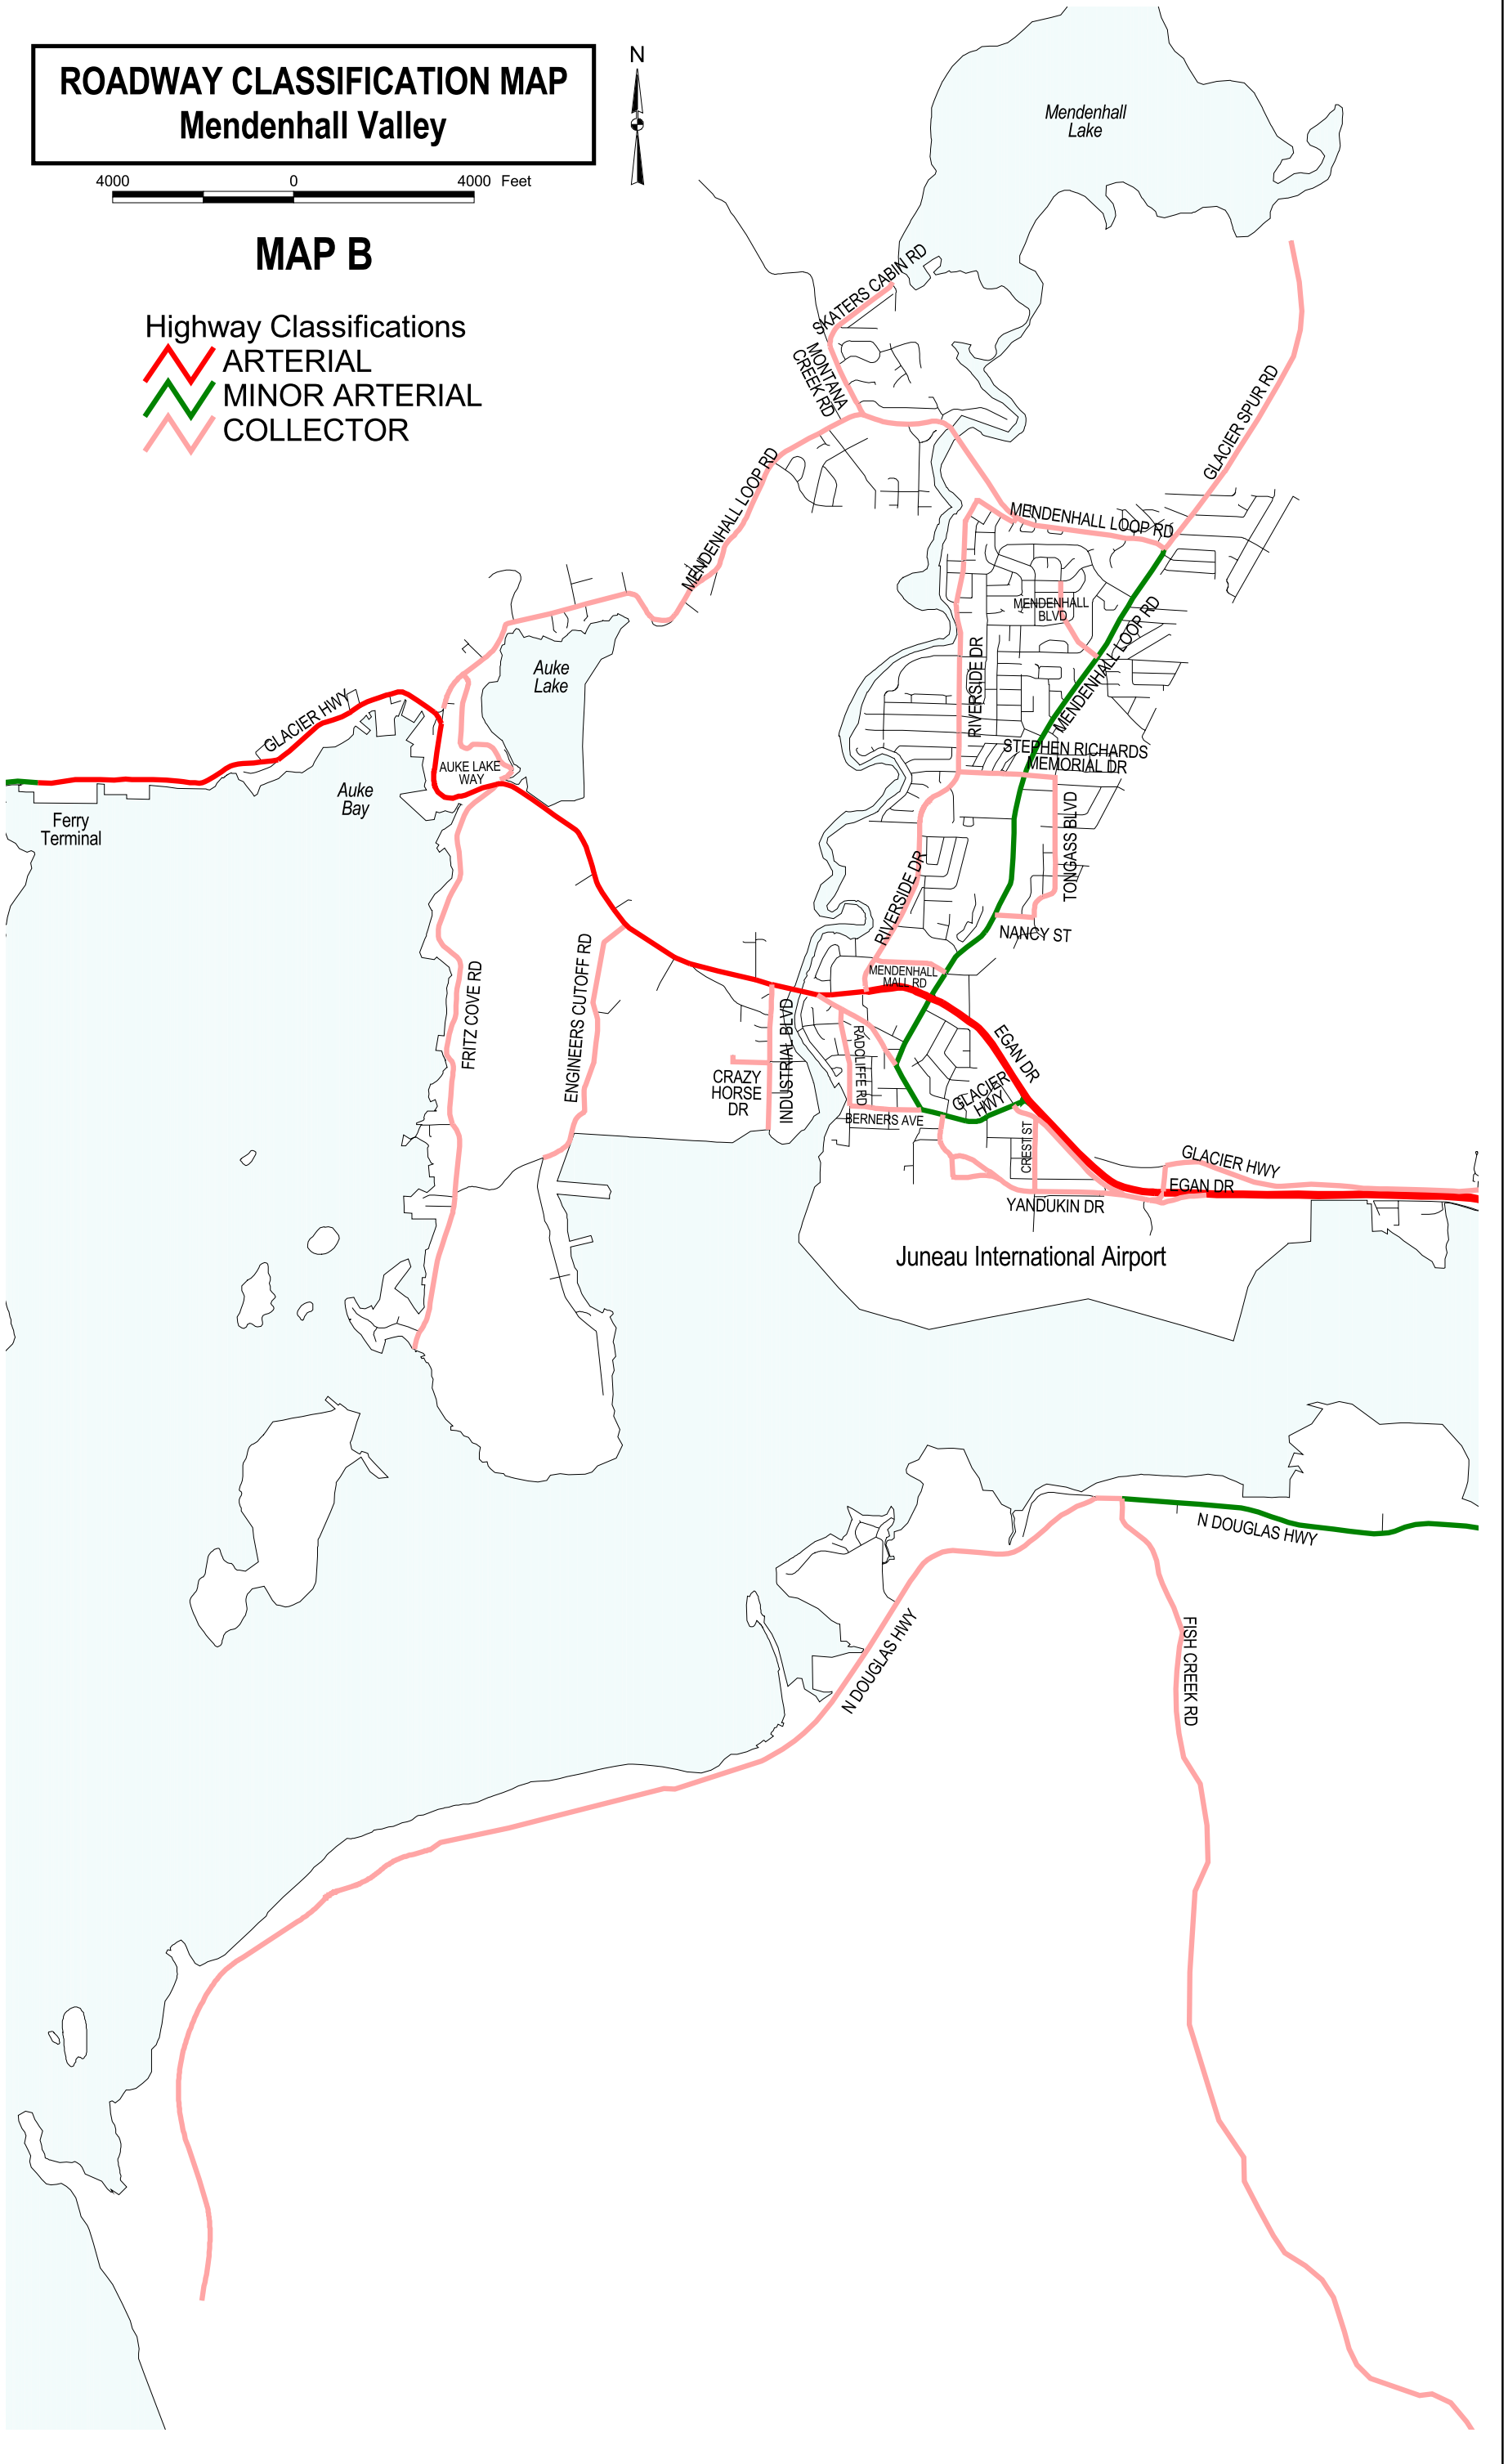 ROADWAY CLASSIFICATION MAP
Mendenhall Valley
N
4000 0 4000 Feet
MAP B
Highway Classifications
ARTERIAL
MINOR ARTERIAL
COLLECTOR
Mendenhall
Lake
SKATERS CABIN RD
MONTANA
CREEK RD
GLACIER SPUR RD
MENDENHALL LOOP RD
MENDENHALL LOOP RD
MENDENHALL
BLVD
MENDENHALL LOOP RD
RIVERSIDE DR
Auke
Lake
GLACIER HWY
STEPHEN RICHARDS
MEMORIAL DR
AUKE LAKE
WAY
Auke
Bay
Ferry
Terminal
TONGASS BLVD
RIVERSIDE DR
NANCY ST
MENDENHALL
MALL RD
FRITZ COVE RD
ENGINEERS CUTOFF RD
INDUSTRIAL BLVD
RADCLIFFE RD
EGAN DR
CRAZY
HORSE
DR
GLACIER
HWY
BERNERS AVE
CREST ST
GLACIER HWY
EGAN DR
YANDUKIN DR
Juneau International Airport
N DOUGLAS HWY
N DOUGLAS HWY
FISH CREEK RD